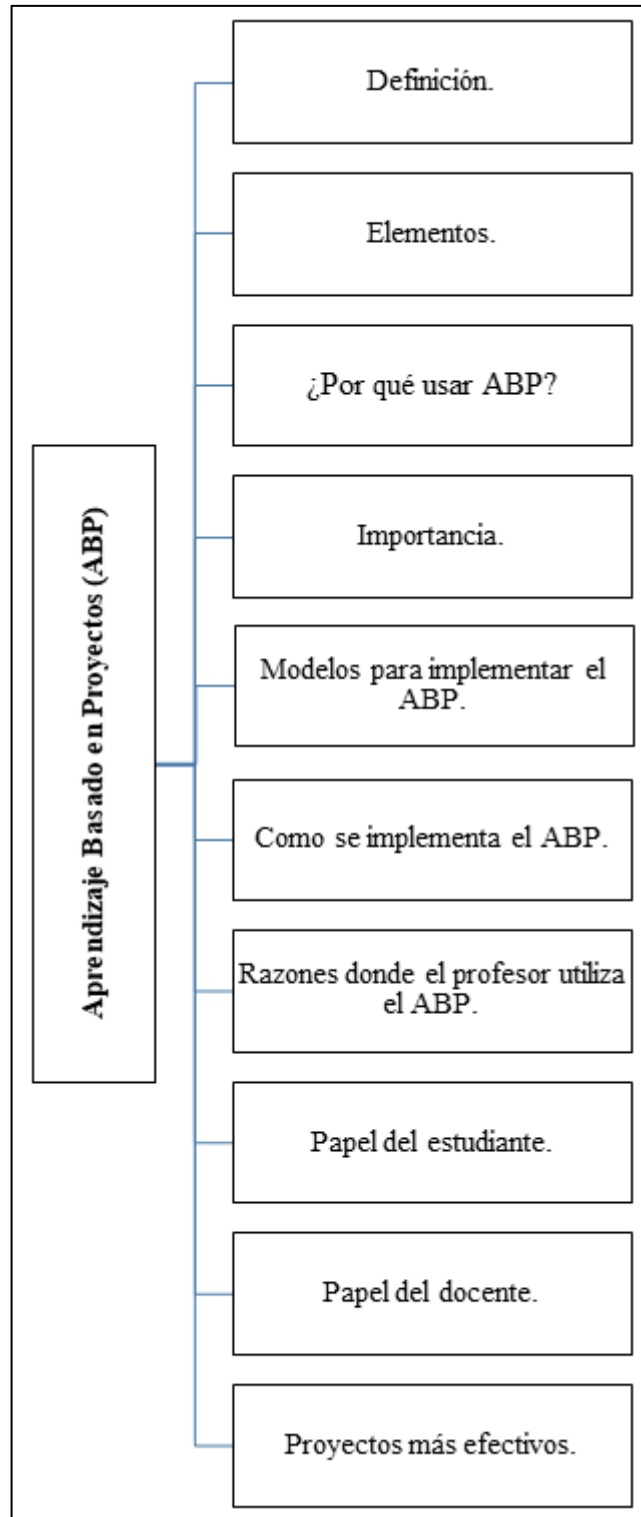 Aprendizaje Basado en Proyectos (ABP)
Definición.
Elementos.
¿Por qué usar ABP?
Importancia.
Modelos para implementar el
ABP.
Como se implementa el ABP.
Razones donde el profesor utiliza
el ABP.
Papel del estudiante.
Papel del docente.
Proyectos más efectivos.